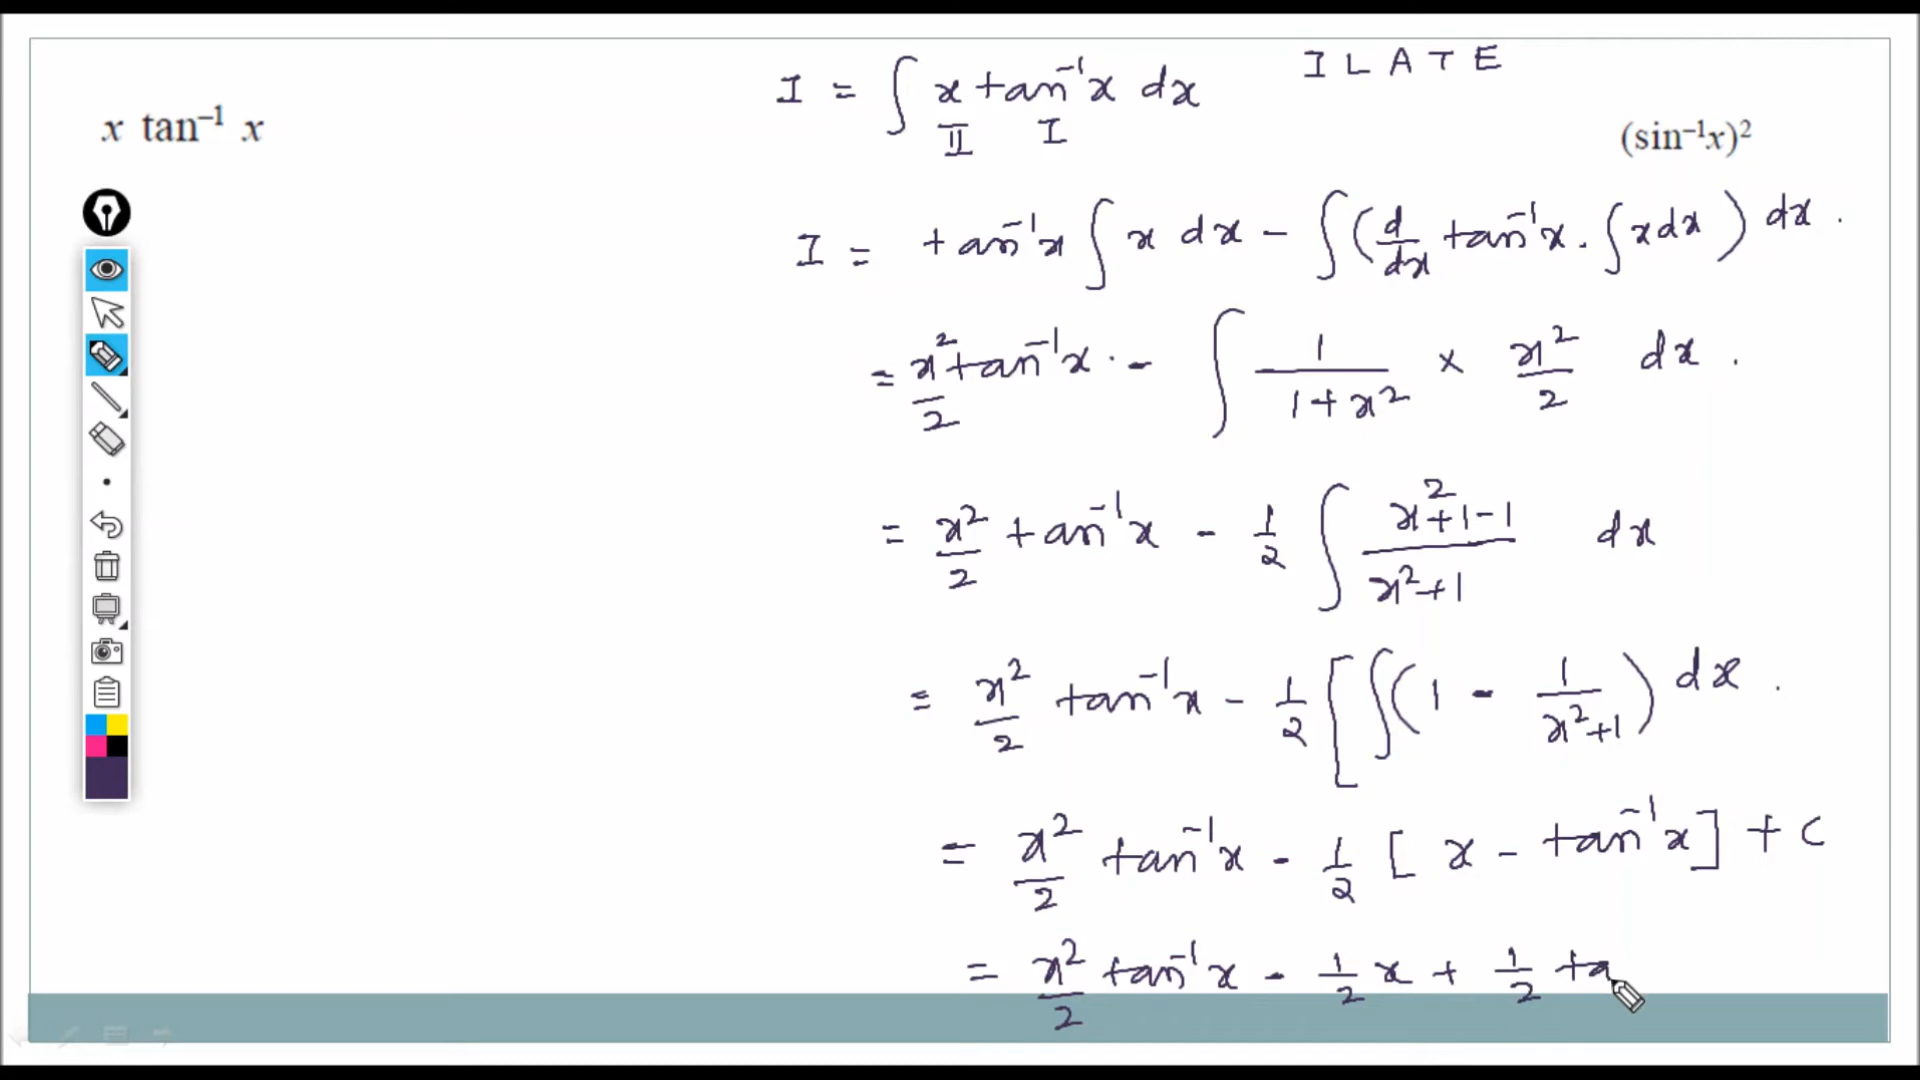 x tan⁻¹ x
I = ∫ x tan⁻¹x dx
II I
I L A T E
(sin⁻¹x)²
I = tan⁻¹x ∫ x dx - ∫ (d/dx tan⁻¹x . ∫ x dx) dx .
= x²/2 tan⁻¹x . - ∫ 1/(1+x²) × x²/2 dx .
= x²/2 tan⁻¹x - 1/2 ∫ (x²+1-1)/(x²+1) dx
= x²/2 tan⁻¹x - 1/2 [ ∫ (1 - 1/(x²+1)) dx .
= x²/2 tan⁻¹x - 1/2 [ x - tan⁻¹x ] + C
= x²/2 tan⁻¹x - 1/2 x + 1/2 ta